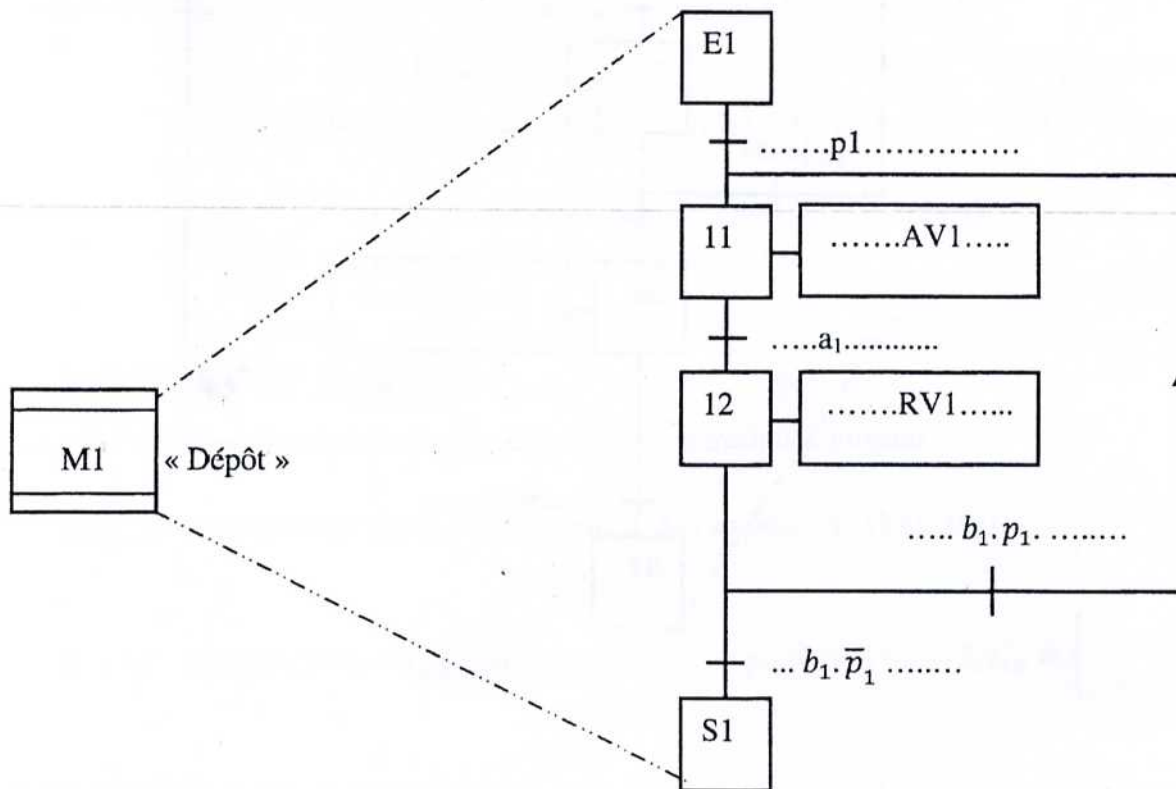 E1
.......p1...............
11
.......AV1.....
.....a₁............
12
.......RV1......
M1
« Dépôt »
..... b₁.p₁. ........
... b₁.p̅₁ ........
S1